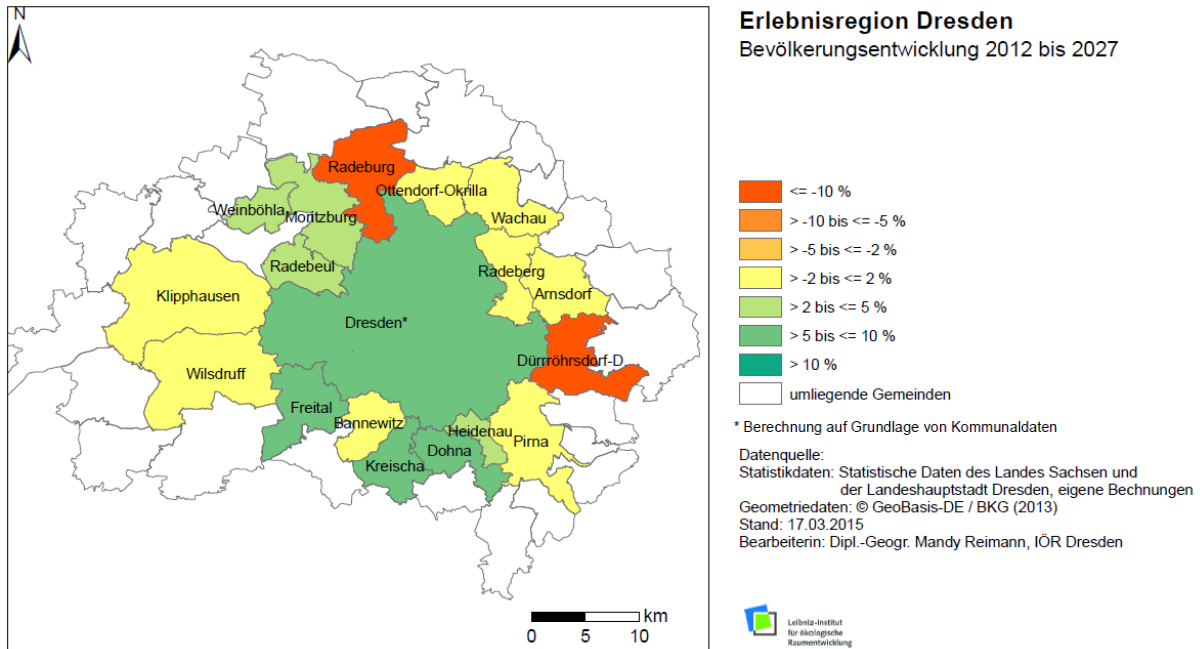 N
Erlebnisregion Dresden
Bevölkerungsentwicklung 2012 bis 2027
Radeburg
Ottendorf-Okrilla
Weinböhla
Moritzburg
Wachau
Radebeul
Radeberg
Klipphausen
Arnsdorf
Dresden*
Dürrröhrsdorf-D
Wilsdruff
Freital
Bannewitz
Heidenau
Pirna
Dohna
Kreischa
km
0 5 10
<= -10 %
> -10 bis <= -5 %
> -5 bis <= -2 %
> -2 bis <= 2 %
> 2 bis <= 5 %
> 5 bis <= 10 %
> 10 %
umliegende Gemeinden
* Berechnung auf Grundlage von Kommunaldaten
Datenquelle:
Statistikdaten: Statistische Daten des Landes Sachsen und
der Landeshauptstadt Dresden, eigene Bechnungen
Geometriedaten: © GeoBasis-DE / BKG (2013)
Stand: 17.03.2015
Bearbeiterin: Dipl.-Geogr. Mandy Reimann, IÖR Dresden
Leibniz-Institut
für ökologische
Raumentwicklung